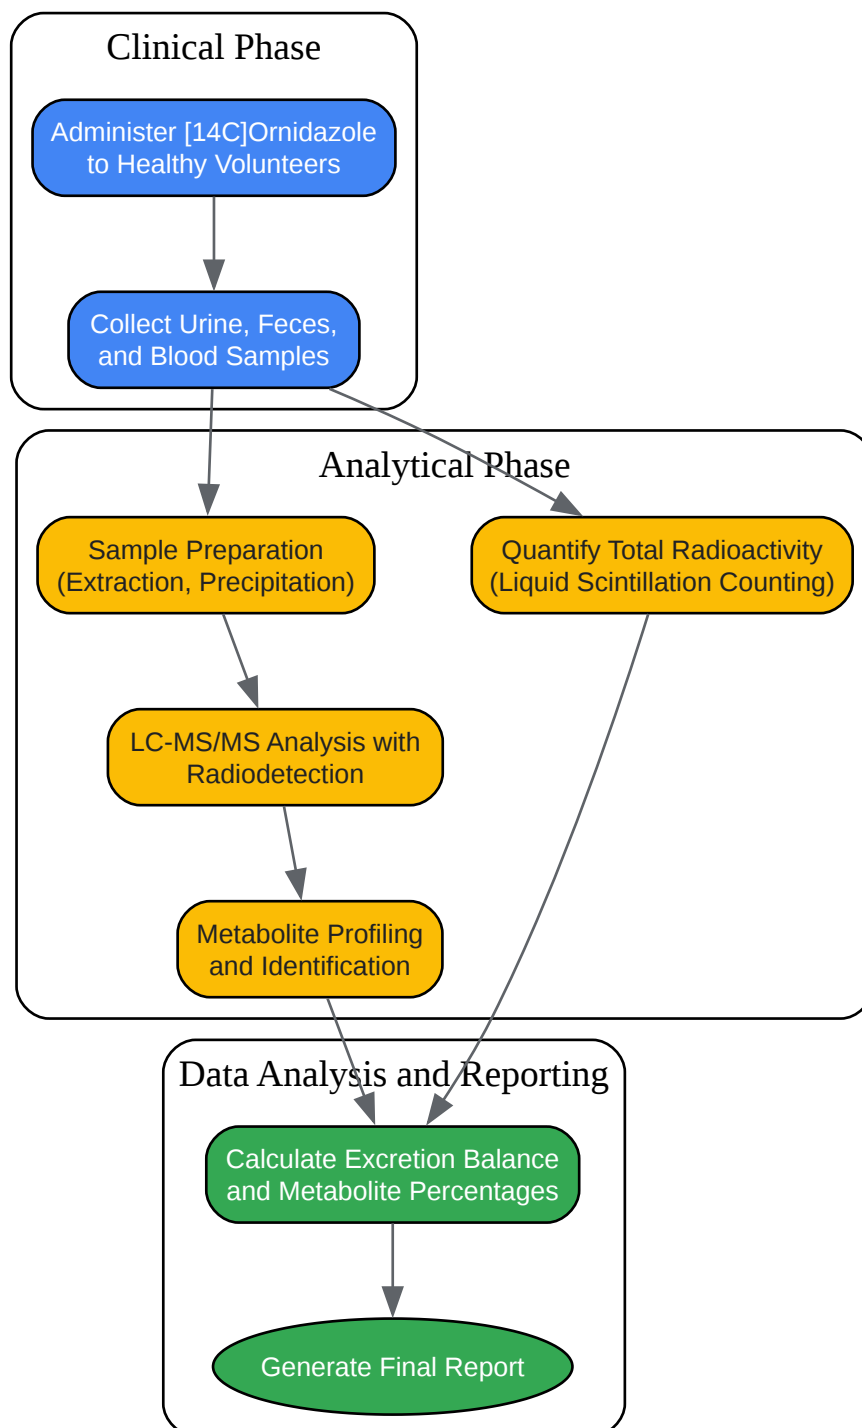 Clinical Phase
Administer [14C]Ornidazole
to Healthy Volunteers
Collect Urine, Feces,
and Blood Samples
Analytical Phase
Sample Preparation
(Extraction, Precipitation)
Quantify Total Radioactivity
(Liquid Scintillation Counting)
LC-MS/MS Analysis with
Radiodetection
Metabolite Profiling
and Identification
Data Analysis and Reporting
Calculate Excretion Balance
and Metabolite Percentages
Generate Final Report